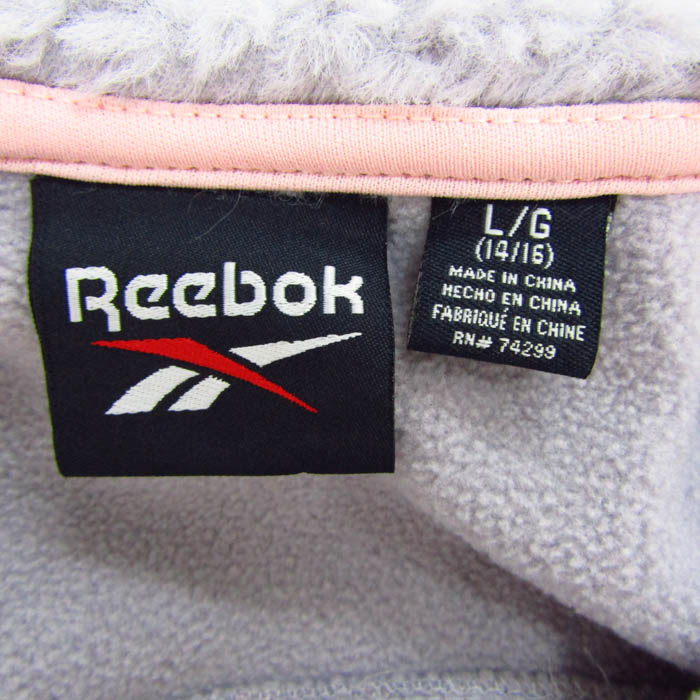 Reebok
L/G
(14/16)
MADE IN CHINA
HECHO EN CHINA
FABRIQUÉ EN CHINE
RN# 74299